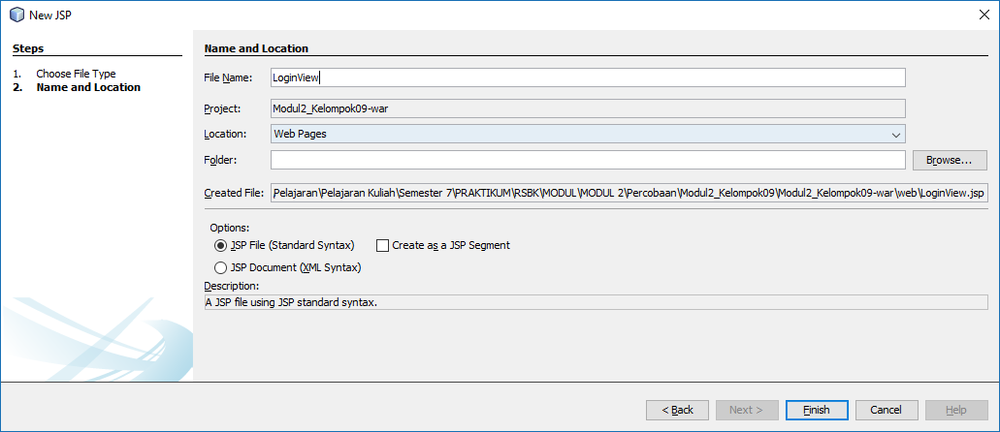 New JSP
Steps
1. Choose File Type
2. Name and Location
Name and Location
File Name: LoginView
Project: Modul2_Kelompok09-war
Location: Web Pages
Folder: Browse...
Created File: Pelajaran\Pelajaran Kuliah\Semester 7\PRAKTIKUM\RSBK\MODUL\MODUL 2\Percobaan\Modul2_Kelompok09\Modul2_Kelompok09-war\web\LoginView.jsp
Options:
JSP File (Standard Syntax) Create as a JSP Segment
JSP Document (XML Syntax)
Description:
A JSP file using JSP standard syntax.
< Back Next > Finish Cancel Help